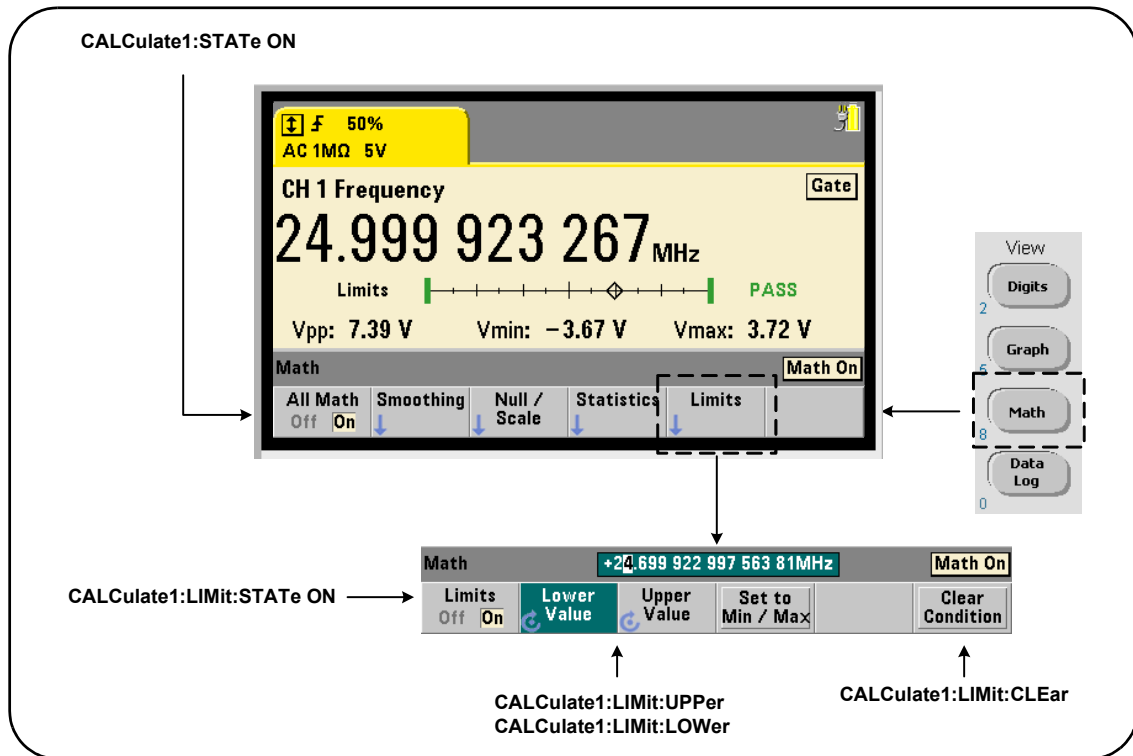 CALCulate1:STATe ON
50%
AC 1MΩ 5V
CH 1 Frequency
Gate
24.999 923 267 MHz
Limits
PASS
Vpp: 7.39 V Vmin: −3.67 V Vmax: 3.72 V
Math
Math On
All Math
Off On
Smoothing
Null /
Scale
Statistics
Limits
View
Digits
2
Graph
Math
8
Data
Log
0
Math
+24.699 922 997 563 81MHz
Math On
CALCulate1:LIMit:STATe ON
Limits
Off On
Lower
Value
Upper
Value
Set to
Min / Max
Clear
Condition
CALCulate1:LIMit:UPPer
CALCulate1:LIMit:LOWer
CALCulate1:LIMit:CLEar